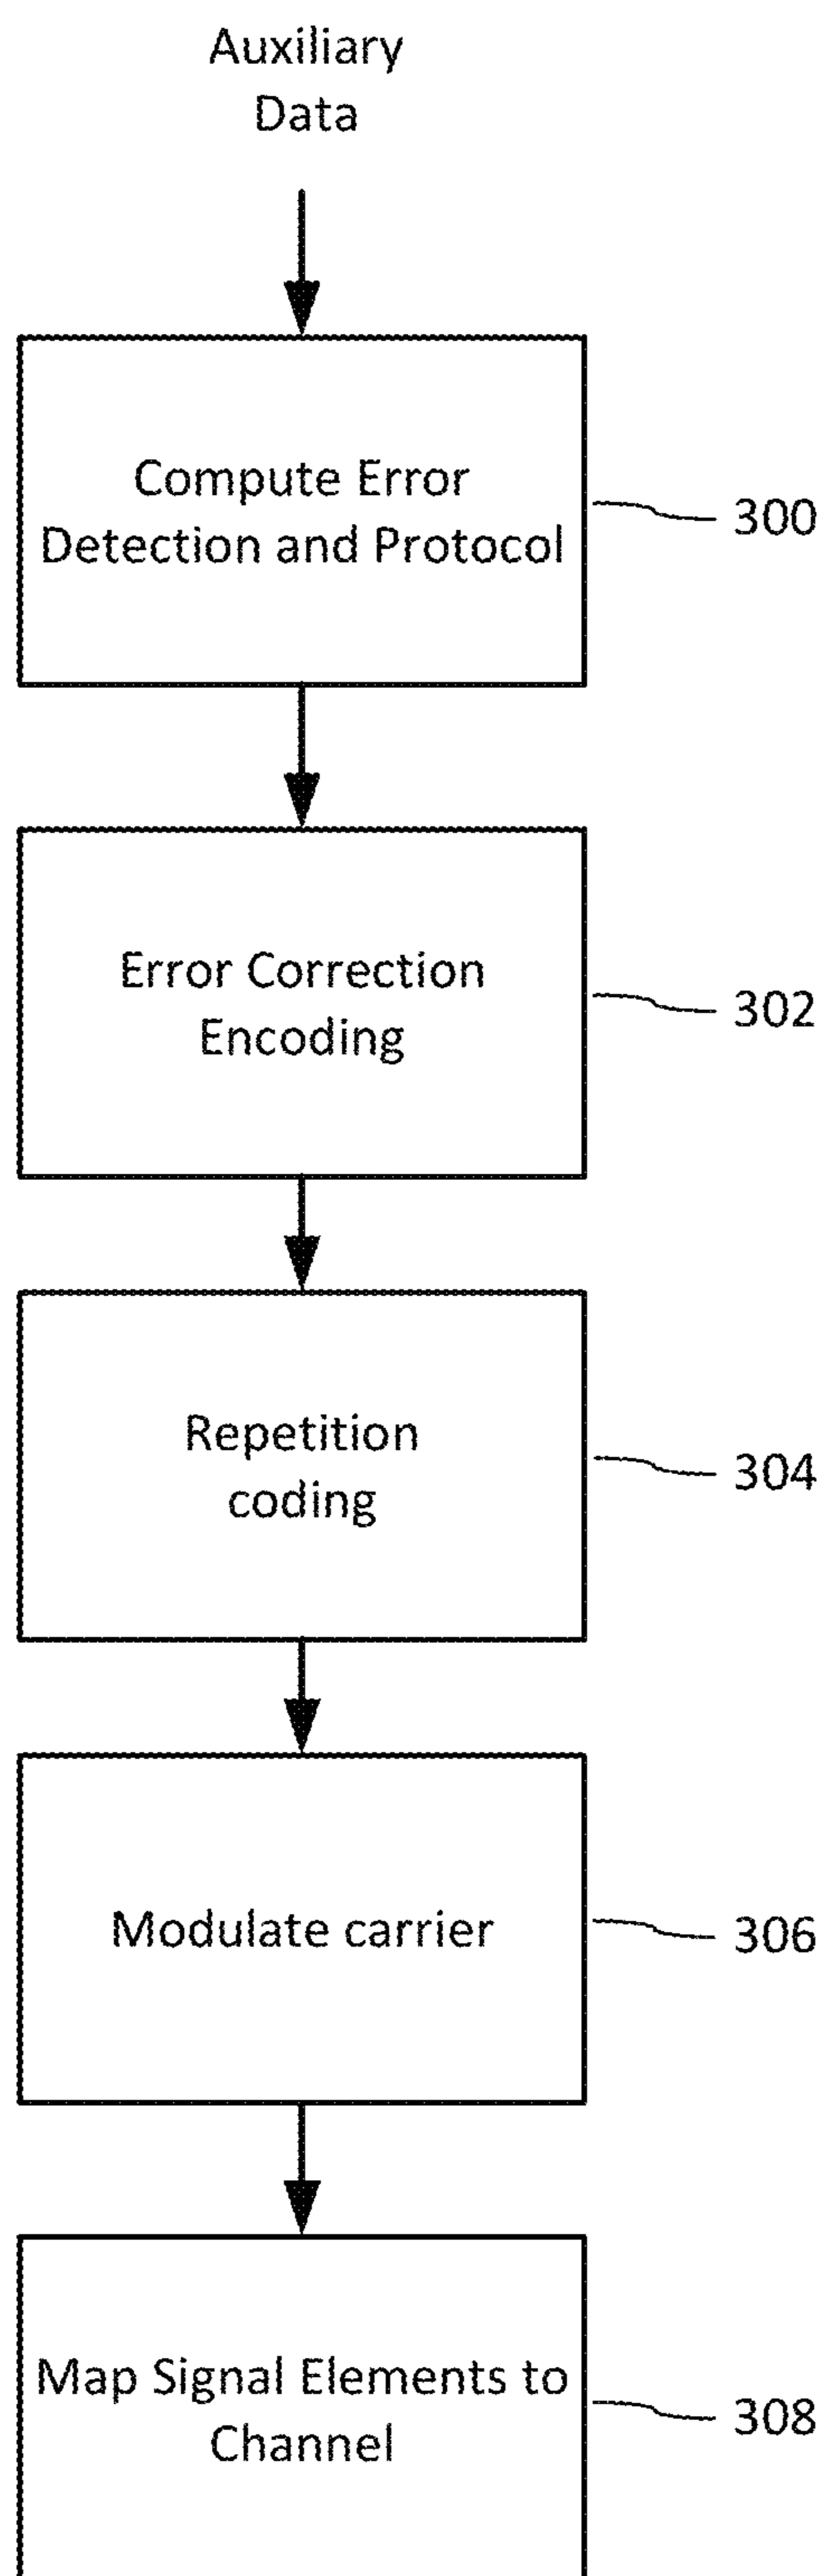 Auxiliary
Data
Compute Error
Detection and Protocol
300
Error Correction
Encoding
302
Repetition
coding
304
Modulate carrier
306
Map Signal Elements to
Channel
308